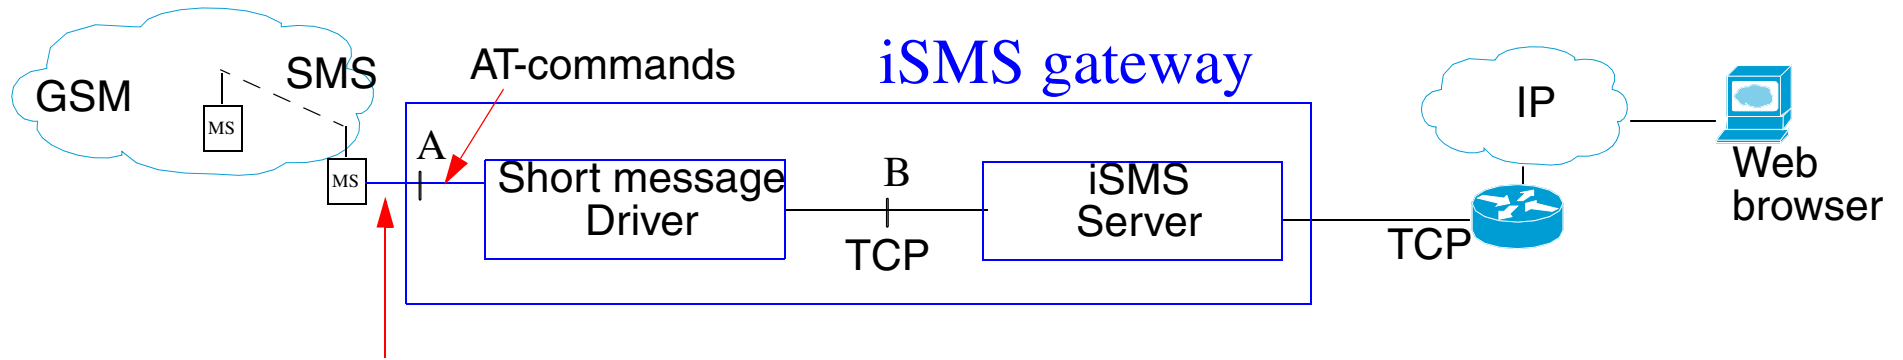 GSM
MS
SMS
MS
AT-commands
iSMS gateway
A
Short message
Driver
B
TCP
iSMS
Server
TCP
IP
Web
browser